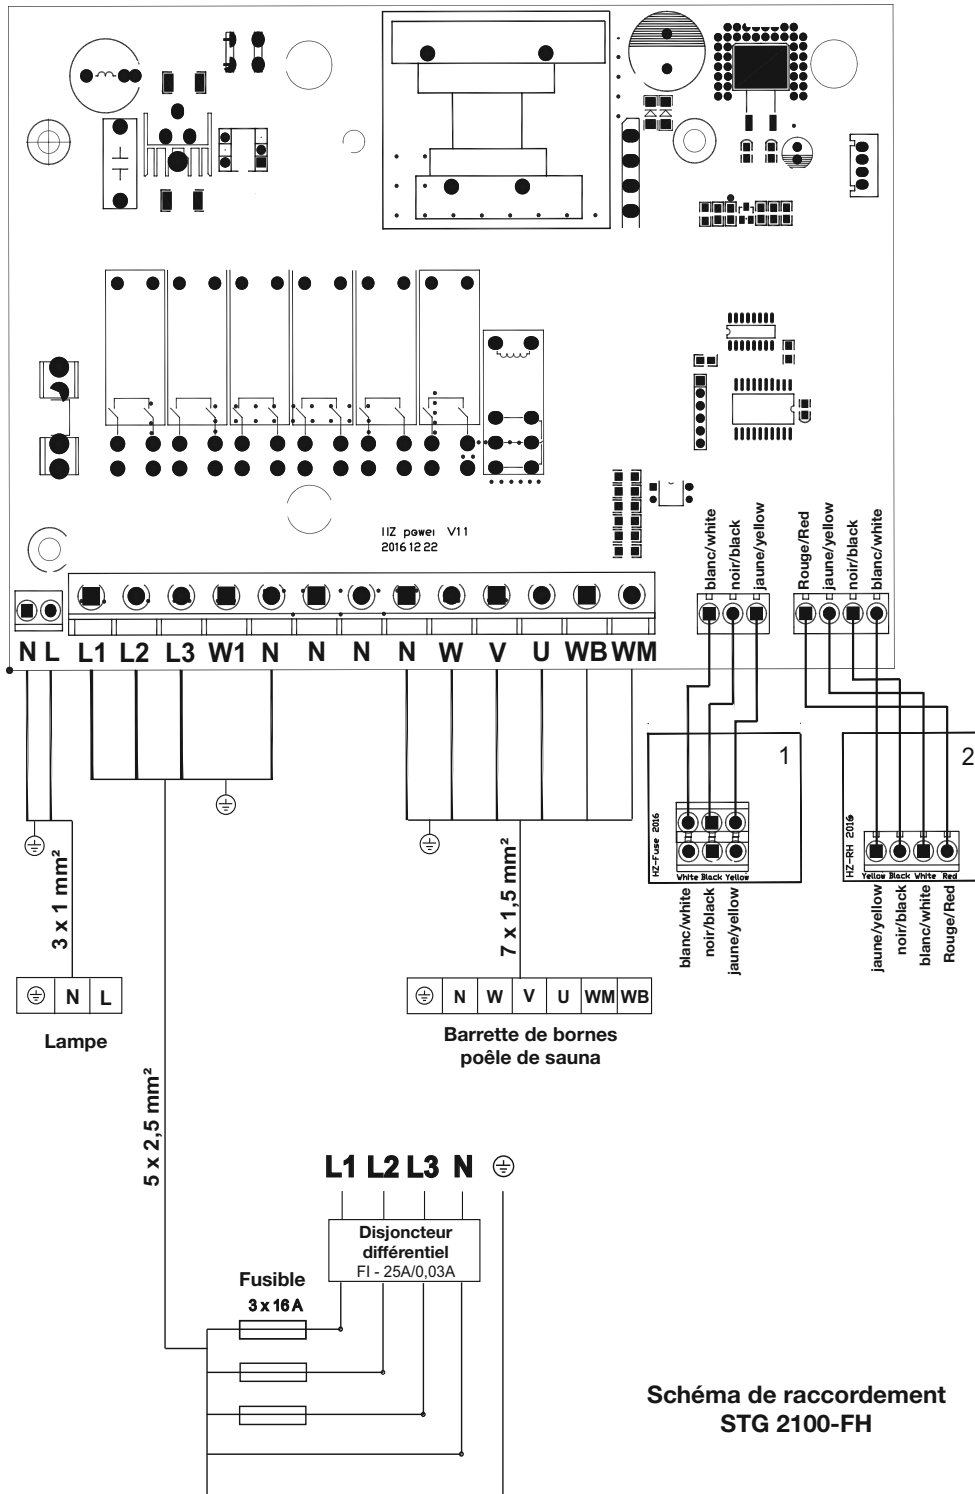 HZ power V11
2016 12 22
blanc/white
noir/black
jaune/yellow
Rouge/Red
jaune/yellow
noir/black
blanc/white
N L L1 L2 L3 W1 N N N N W V U WB WM
1
2
HZ-Fuse 2016
White Black Yellow
HZ-RH 2016
Yellow Black White Red
blanc/white
noir/black
jaune/yellow
jaune/yellow
noir/black
blanc/white
Rouge/Red
3 x 1 mm²
7 x 1,5 mm²
N L
Lampe
N W V U WM WB
Barrette de bornes
poêle de sauna
5 x 2,5 mm²
L1 L2 L3 N
Disjoncteur
différentiel
FI - 25A/0,03A
Fusible
3 x 16 A
Schéma de raccordement
STG 2100-FH